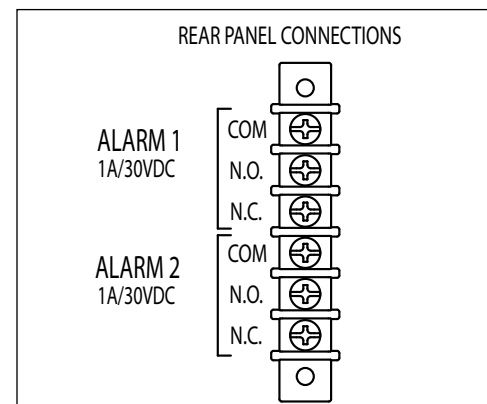 REAR PANEL CONNECTIONS
ALARM 1
1A/30VDC
COM
N.O.
N.C.
ALARM 2
1A/30VDC
COM
N.O.
N.C.